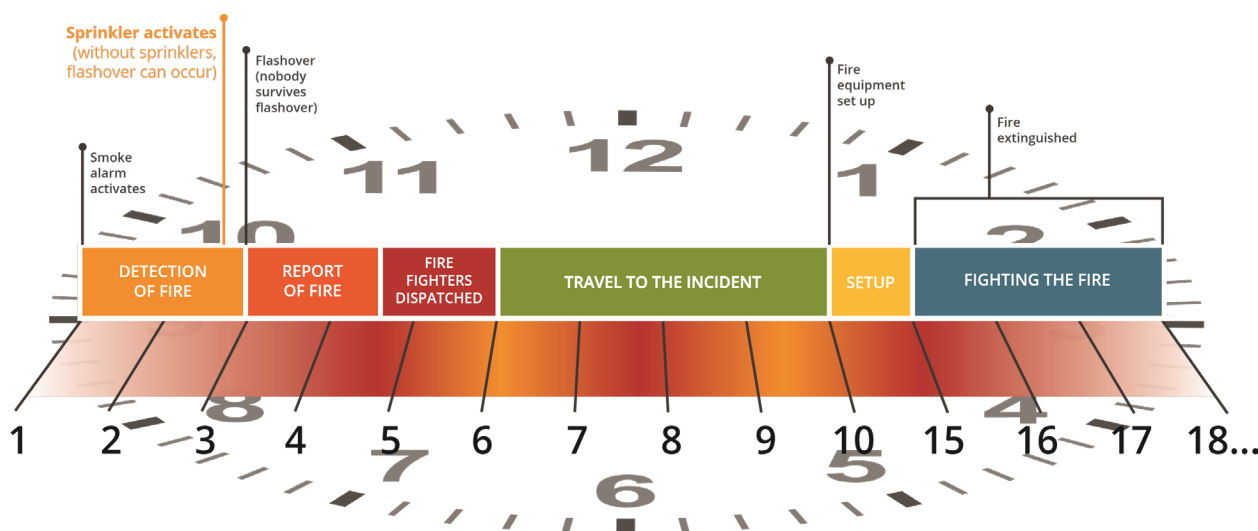 Sprinkler activates
(without sprinklers,
flashover can occur)
Flashover
(nobody
survives
flashover)
Smoke
alarm
activates
Fire
equipment
set up
Fire
extinguished
12
11
1
10
2
DETECTION
OF FIRE
REPORT
OF FIRE
FIRE
FIGHTERS
DISPATCHED
TRAVEL TO THE INCIDENT
SETUP
FIGHTING THE FIRE
9
3
8
4
1
2
3
4
5
6
7
8
9
10
15
16
17
18...
7
5
6